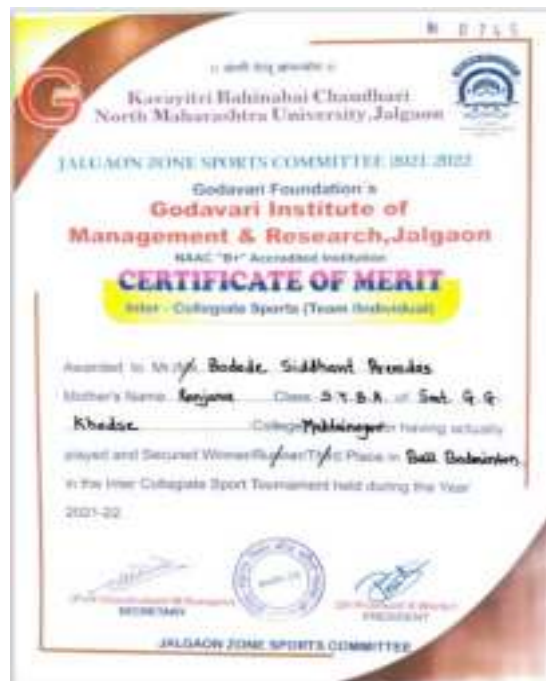 0745
Kavayitri Bahinabai Chaudhari
North Maharashtra University, Jalgaon
JALGAON ZONE SPORTS COMMITTEE 2021-2022
Godavari Foundation's
Godavari Institute of
Management & Research, Jalgaon
NAAC "B+" Accredited Institution
CERTIFICATE OF MERIT
Inter - Collegiate Sports (Team /Individual)
Awarded to Mr./Ms. Bodade Siddhant
Mother's Name Ranjana Class S.Y.B.A. of Smt. G. G.
Khadse College having actually
played and Secured Winner/Runner/Third Place in Ball Badminton
in the Inter Collegiate Sport Tournament held during the Year
2021-22
SECRETARY
PRESIDENT
JALGAON ZONE SPORTS COMMITTEE